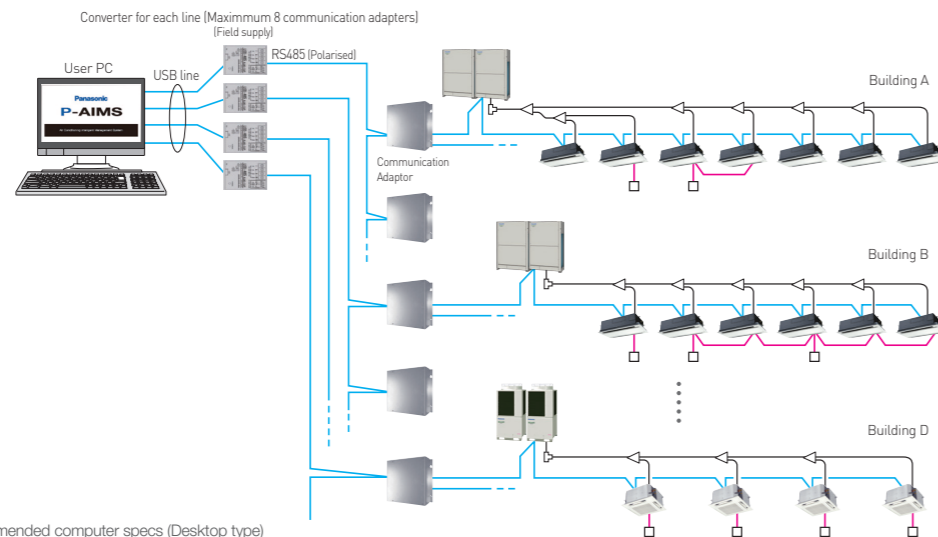 Converter for each line (Maximmum 8 communication adapters)
(Field supply)
RS485 (Polarised)
User PC
USB line
Panasonic
P-AIMS
Building A
Communication
Adaptor
Building B
Building D
mended computer specs (Desktop type)